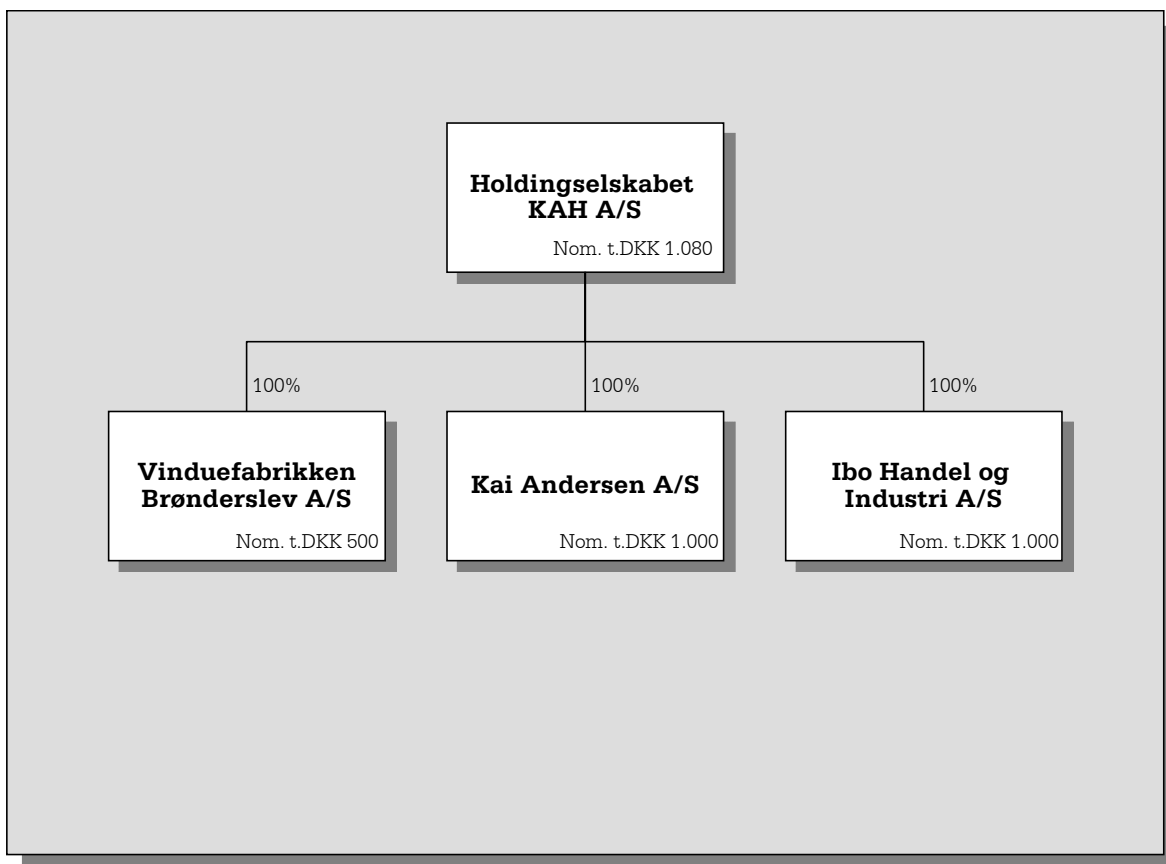 Holdingselskabet
KAH A/S
Nom. t.DKK 1.080
100%
100%
100%
Vinduefabrikken
Brønderslev A/S
Nom. t.DKK 500
Kai Andersen A/S
Nom. t.DKK 1.000
Ibo Handel og
Industri A/S
Nom. t.DKK 1.000